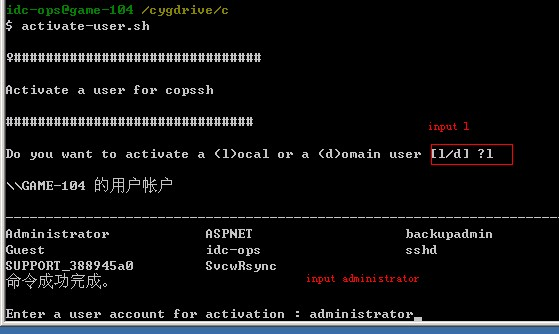 idc-ops@game-104 /cygdrive/c
$ activate-user.sh
♀################################
Activate a user for copssh
################################
input l
Do you want to activate a (l)ocal or a (d)omain user [l/d] ?l
\\GAME-104 的用户帐户
-------------------------------------------------------------------------------
Administrator ASPNET backupadmin
Guest idc-ops sshd
SUPPORT_388945a0 SvcwRsync
命令成功完成。
input administrator
Enter a user account for activation : administrator_